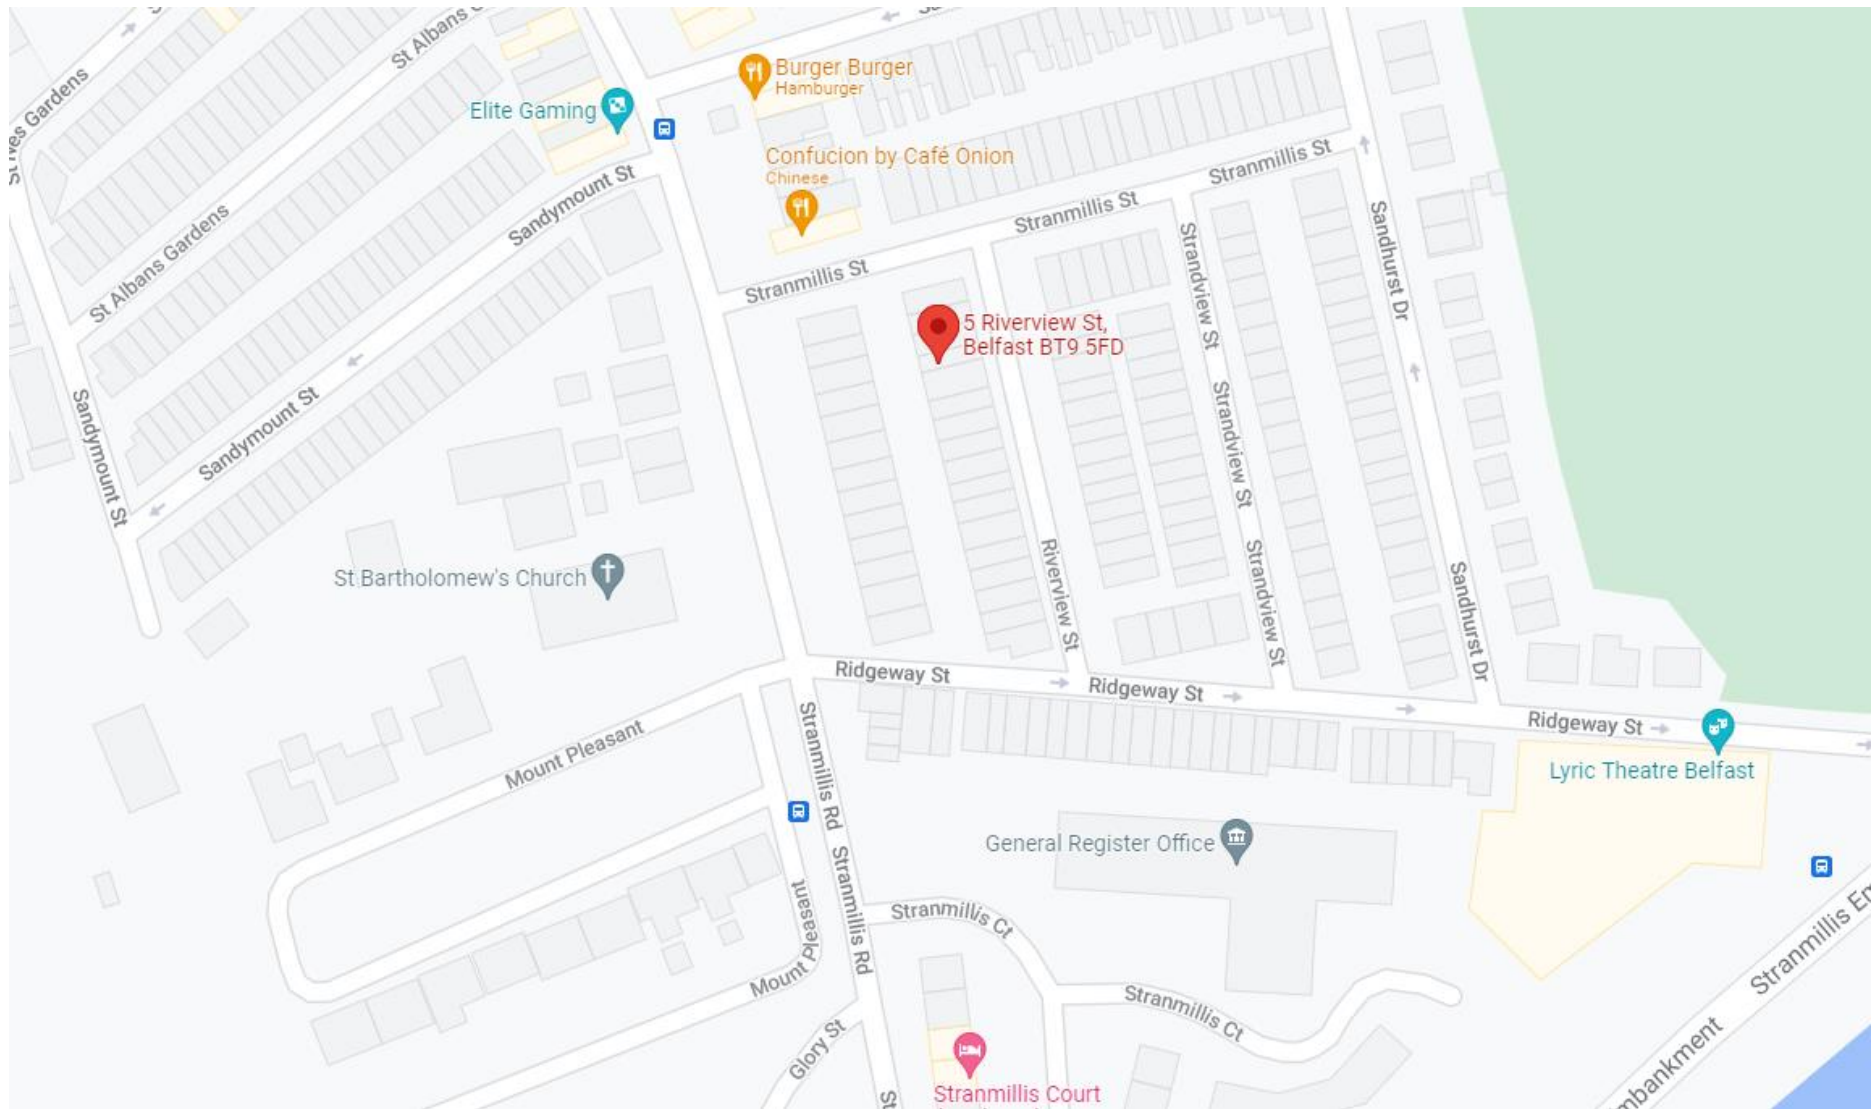 St Albans G
St Ives Gardens
Burger Burger
Hamburger
Elite Gaming
Confucion by Café Onion
Chinese
Stranmillis St
Sandymount St
Stranmillis St
St Albans Gardens
Stranmillis St
Strandview St
Sandhurst Dr
5 Riverview St,
Belfast BT9 5FD
Sandymount St
Sandymount St
Strandview St
St Bartholomew's Church
Riverview St
Strandview St
Sandhurst Dr
Ridgeway St
Ridgeway St
Ridgeway St
Mount Pleasant
Stranmillis Rd
Lyric Theatre Belfast
General Register Office
Stranmillis Rd
Mount Pleasant
Stranmillis Ct
Stranmillis Ct
Stranmillis Embankment
Glory St
St
Stranmillis Court